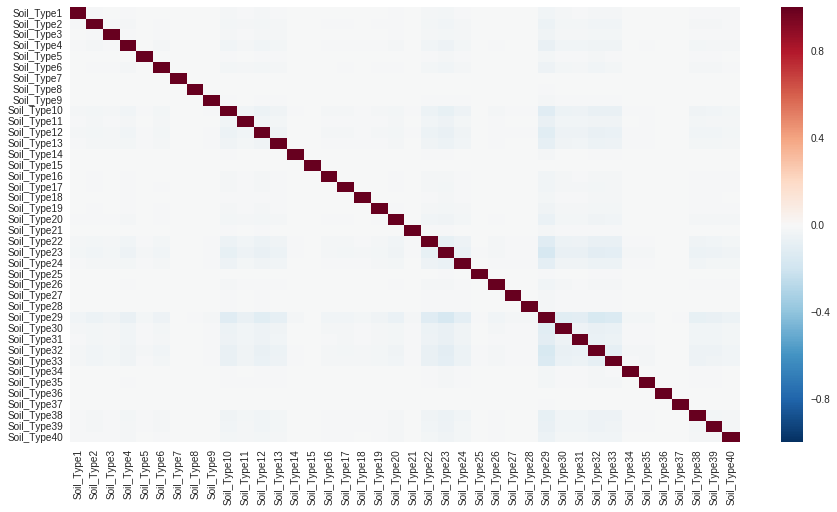 Soil_Type1
Soil_Type2
Soil_Type3
Soil_Type4
Soil_Type5
Soil_Type6
Soil_Type7
Soil_Type8
Soil_Type9
Soil_Type10
Soil_Type11
Soil_Type12
Soil_Type13
Soil_Type14
Soil_Type15
Soil_Type16
Soil_Type17
Soil_Type18
Soil_Type19
Soil_Type20
Soil_Type21
Soil_Type22
Soil_Type23
Soil_Type24
Soil_Type25
Soil_Type26
Soil_Type27
Soil_Type28
Soil_Type29
Soil_Type30
Soil_Type31
Soil_Type32
Soil_Type33
Soil_Type34
Soil_Type35
Soil_Type36
Soil_Type37
Soil_Type38
Soil_Type39
Soil_Type40
Soil_Type1
Soil_Type2
Soil_Type3
Soil_Type4
Soil_Type5
Soil_Type6
Soil_Type7
Soil_Type8
Soil_Type9
Soil_Type10
Soil_Type11
Soil_Type12
Soil_Type13
Soil_Type14
Soil_Type15
Soil_Type16
Soil_Type17
Soil_Type18
Soil_Type19
Soil_Type20
Soil_Type21
Soil_Type22
Soil_Type23
Soil_Type24
Soil_Type25
Soil_Type26
Soil_Type27
Soil_Type28
Soil_Type29
Soil_Type30
Soil_Type31
Soil_Type32
Soil_Type33
Soil_Type34
Soil_Type35
Soil_Type36
Soil_Type37
Soil_Type38
Soil_Type39
Soil_Type40
0.8
0.4
0.0
−0.4
−0.8